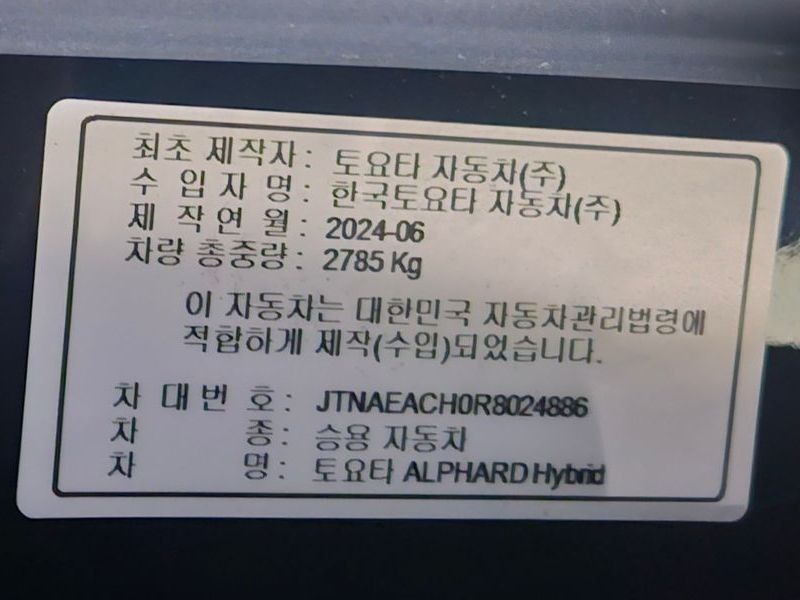 최초 제작자 : 토요타 자동차(주)
수 입 자 명 : 한국토요타 자동차(주)
제 작 연 월 : 2024-06
차량 총중량 : 2785 Kg
이 자동차는 대한민국 자동차관리법령에
적합하게 제작(수입)되었습니다.
차 대 번 호 : JTNAEACH0R8024886
차 종 : 승용 자동차
차 명 : 토요타 ALPHARD Hybrid